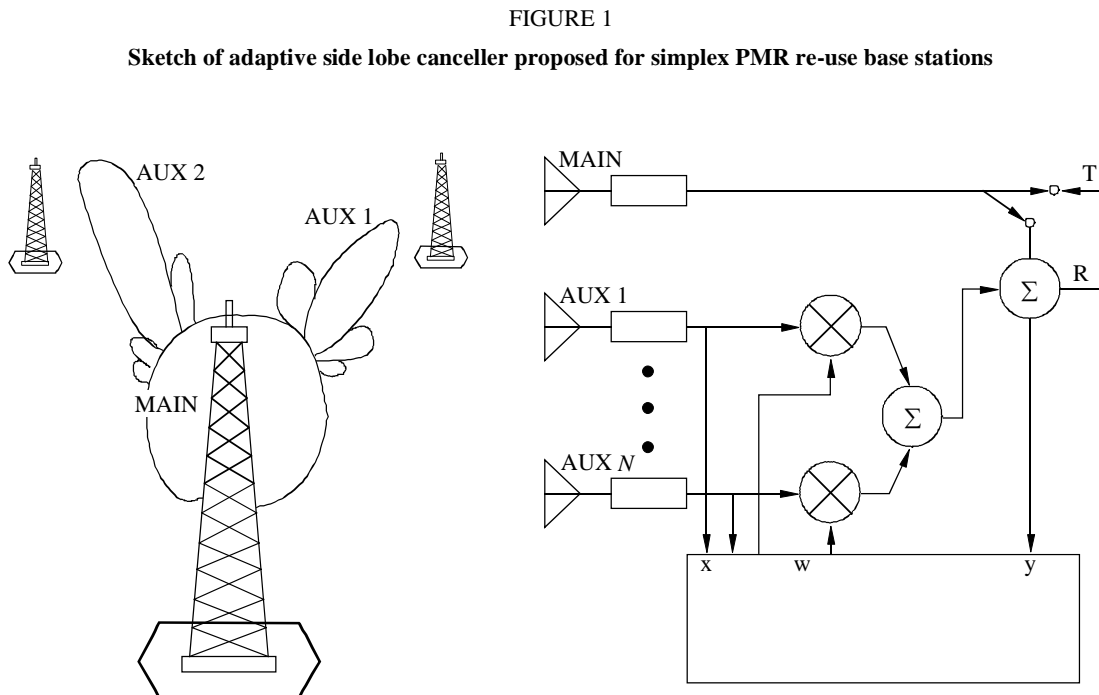 FIGURE 1
Sketch of adaptive side lobe canceller proposed for simplex PMR re-use base stations
AUX 2
AUX 1
MAIN
MAIN
T
AUX 1
Σ
R
Σ
AUX N
x
w
y